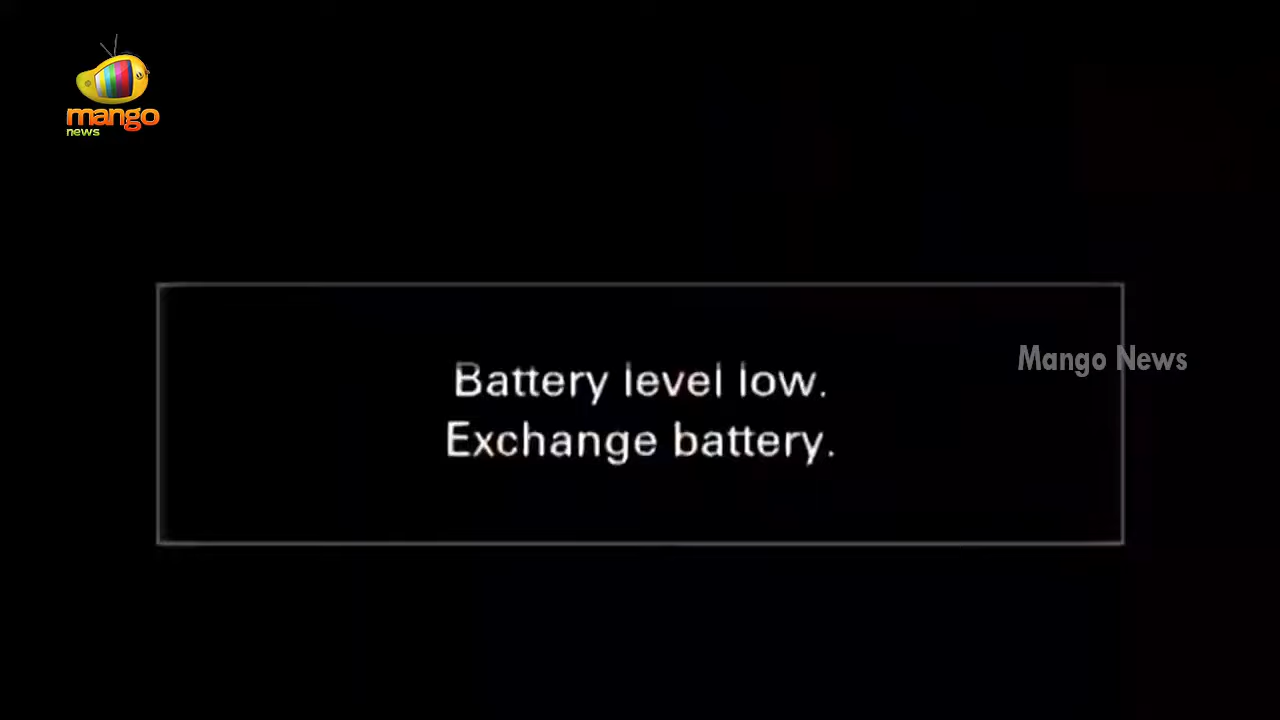 mango
news
Mango News
Battery level low.
Exchange battery.